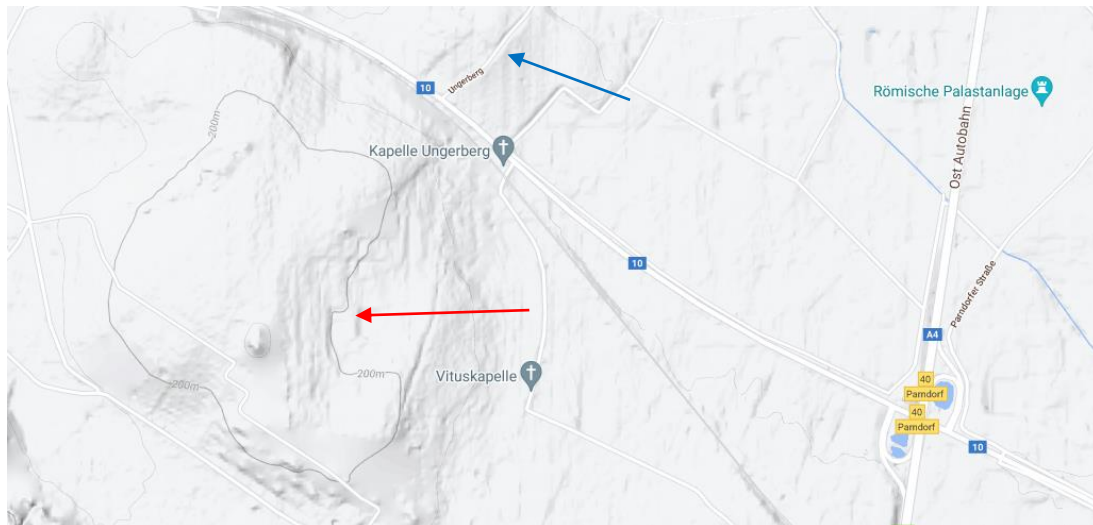 10
Ungerberg
Römische Palastanlage
200m
Kapelle Ungerberg
Ost Autobahn
10
Parndorfer Straße
A4
200m
200m
Vituskapelle
40
Parndorf
40
Parndorf
10